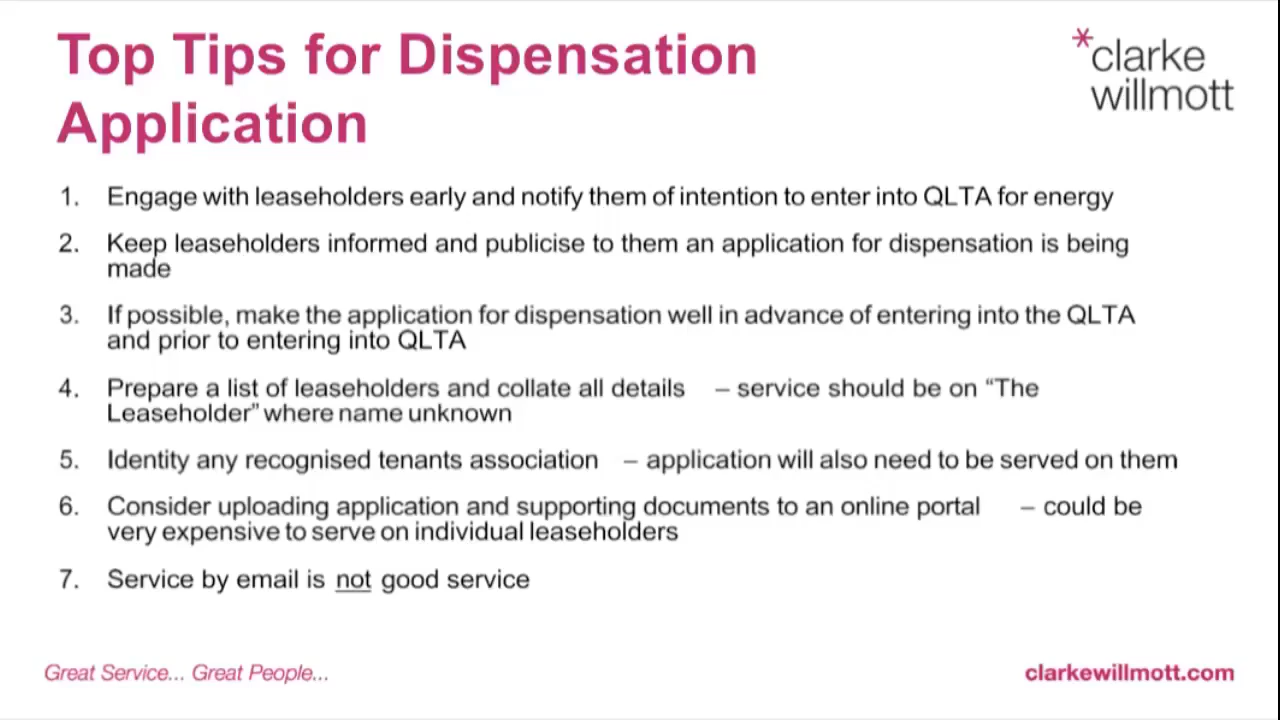 Top Tips for Dispensation
Application
*clarke
willmott
1. Engage with leaseholders early and notify them of intention to enter into QLTA for energy
2. Keep leaseholders informed and publicise to them an application for dispensation is being
made
3. If possible, make the application for dispensation well in advance of entering into the QLTA
and prior to entering into QLTA
4. Prepare a list of leaseholders and collate all details – service should be on “The
Leaseholder” where name unknown
5. Identity any recognised tenants association – application will also need to be served on them
6. Consider uploading application and supporting documents to an online portal – could be
very expensive to serve on individual leaseholders
7. Service by email is not good service
Great Service... Great People...
clarkewillmott.com